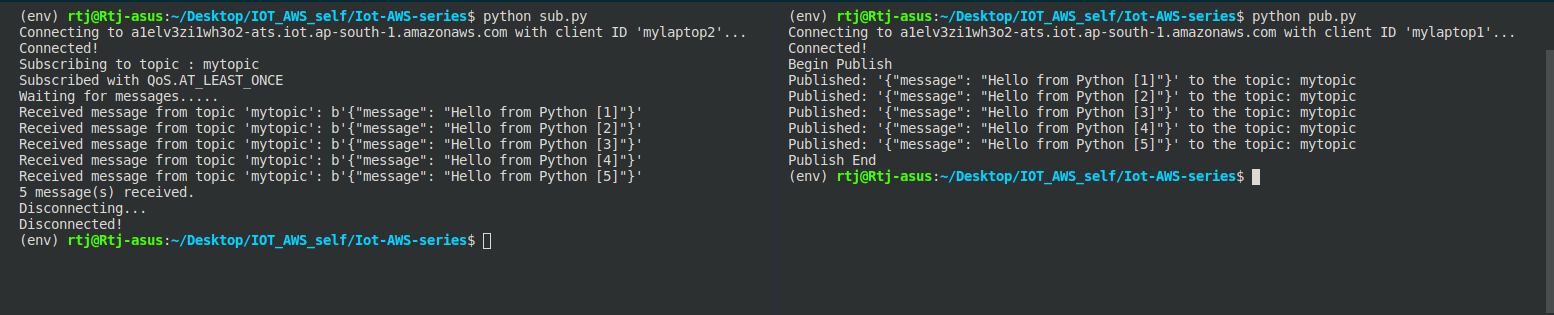 (env) rtj@Rtj-asus:~/Desktop/IOT_AWS_self/Iot-AWS-series$ python sub.py
Connecting to a1elv3zi1wh3o2-ats.iot.ap-south-1.amazonaws.com with client ID 'mylaptop2'...
Connected!
Subscribing to topic : mytopic
Subscribed with QoS.AT_LEAST_ONCE
Waiting for messages.....
Received message from topic 'mytopic': b'{"message": "Hello from Python [1]"}'
Received message from topic 'mytopic': b'{"message": "Hello from Python [2]"}'
Received message from topic 'mytopic': b'{"message": "Hello from Python [3]"}'
Received message from topic 'mytopic': b'{"message": "Hello from Python [4]"}'
Received message from topic 'mytopic': b'{"message": "Hello from Python [5]"}'
5 message(s) received.
Disconnecting...
Disconnected!
(env) rtj@Rtj-asus:~/Desktop/IOT_AWS_self/Iot-AWS-series$
(env) rtj@Rtj-asus:~/Desktop/IOT_AWS_self/Iot-AWS-series$ python pub.py
Connecting to a1elv3zi1wh3o2-ats.iot.ap-south-1.amazonaws.com with client ID 'mylaptop1'...
Connected!
Begin Publish
Published: '{"message": "Hello from Python [1]"}' to the topic: mytopic
Published: '{"message": "Hello from Python [2]"}' to the topic: mytopic
Published: '{"message": "Hello from Python [3]"}' to the topic: mytopic
Published: '{"message": "Hello from Python [4]"}' to the topic: mytopic
Published: '{"message": "Hello from Python [5]"}' to the topic: mytopic
Publish End
(env) rtj@Rtj-asus:~/Desktop/IOT_AWS_self/Iot-AWS-series$